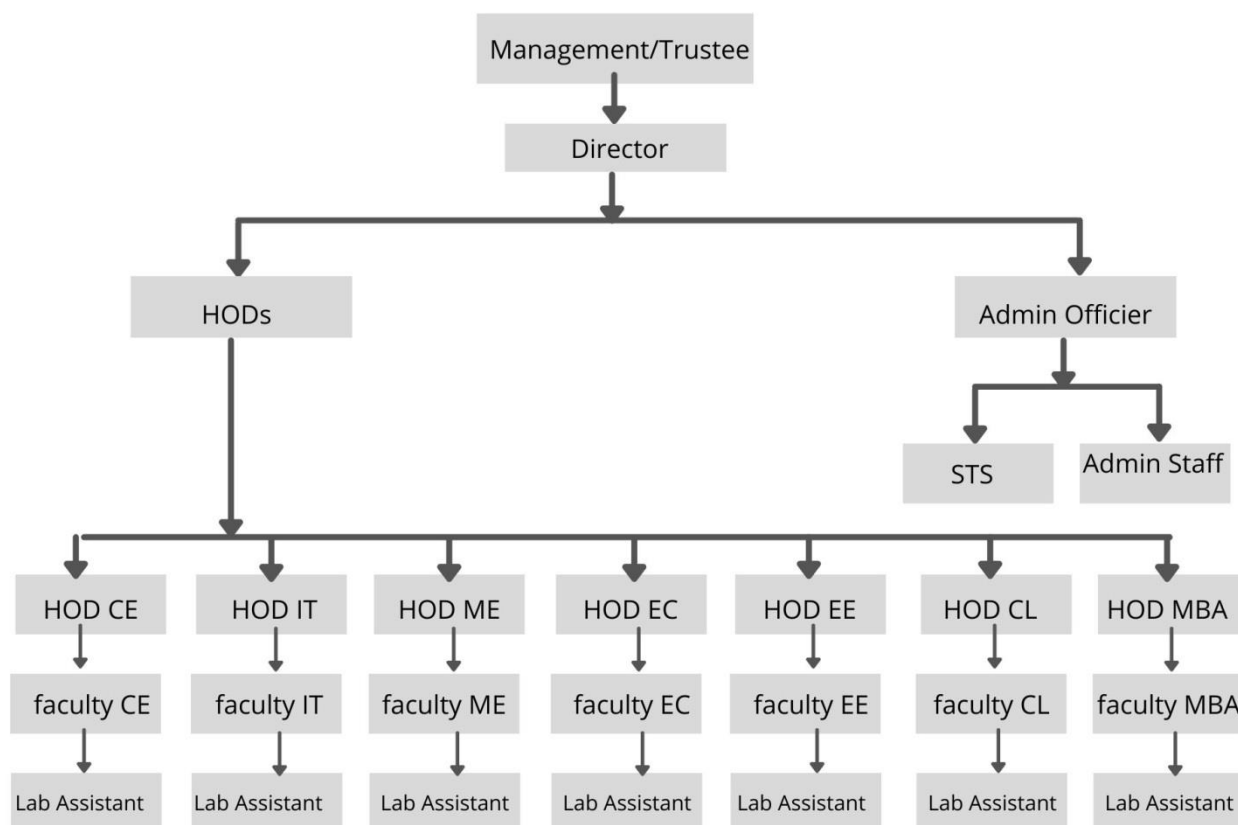 Management/Trustee
Director
HODs
Admin Officier
STS
Admin Staff
HOD CE
HOD IT
HOD ME
HOD EC
HOD EE
HOD CL
HOD MBA
faculty CE
faculty IT
faculty ME
faculty EC
faculty EE
faculty CL
faculty MBA
Lab Assistant
Lab Assistant
Lab Assistant
Lab Assistant
Lab Assistant
Lab Assistant
Lab Assistant